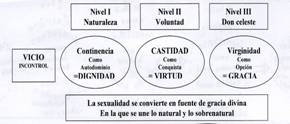 Nivel I
Naturaleza
Nivel II
Voluntad
Nivel III
Don celeste
VICIO
INCONTROL
Continencia
Como
Autodominio
=DIGNIDAD
CASTIDAD
Como
Conquista
= VIRTUD
Virginidad
Como
Opción
= GRACIA
La sexualidad se convierte en fuente de gracia divina
En la que se une lo natural y lo sobrenatural